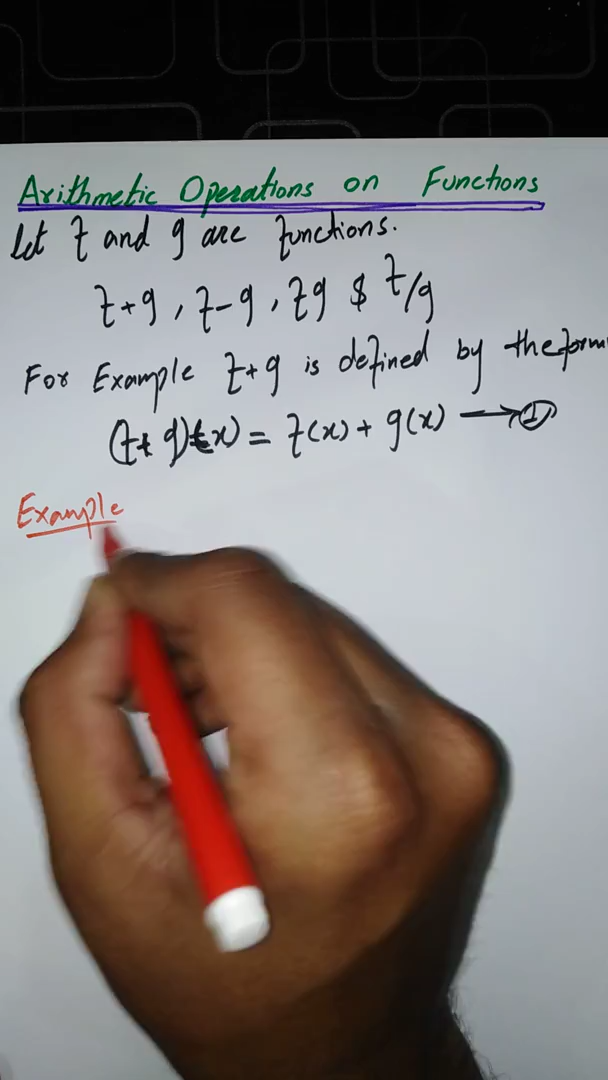 Arithmetic Operations on Functions
let f and g are functions.
f+g, f-g, fg & f/g
For Example f+g is defined by the form
(f+g)(x) = f(x) + g(x) → ①
Example